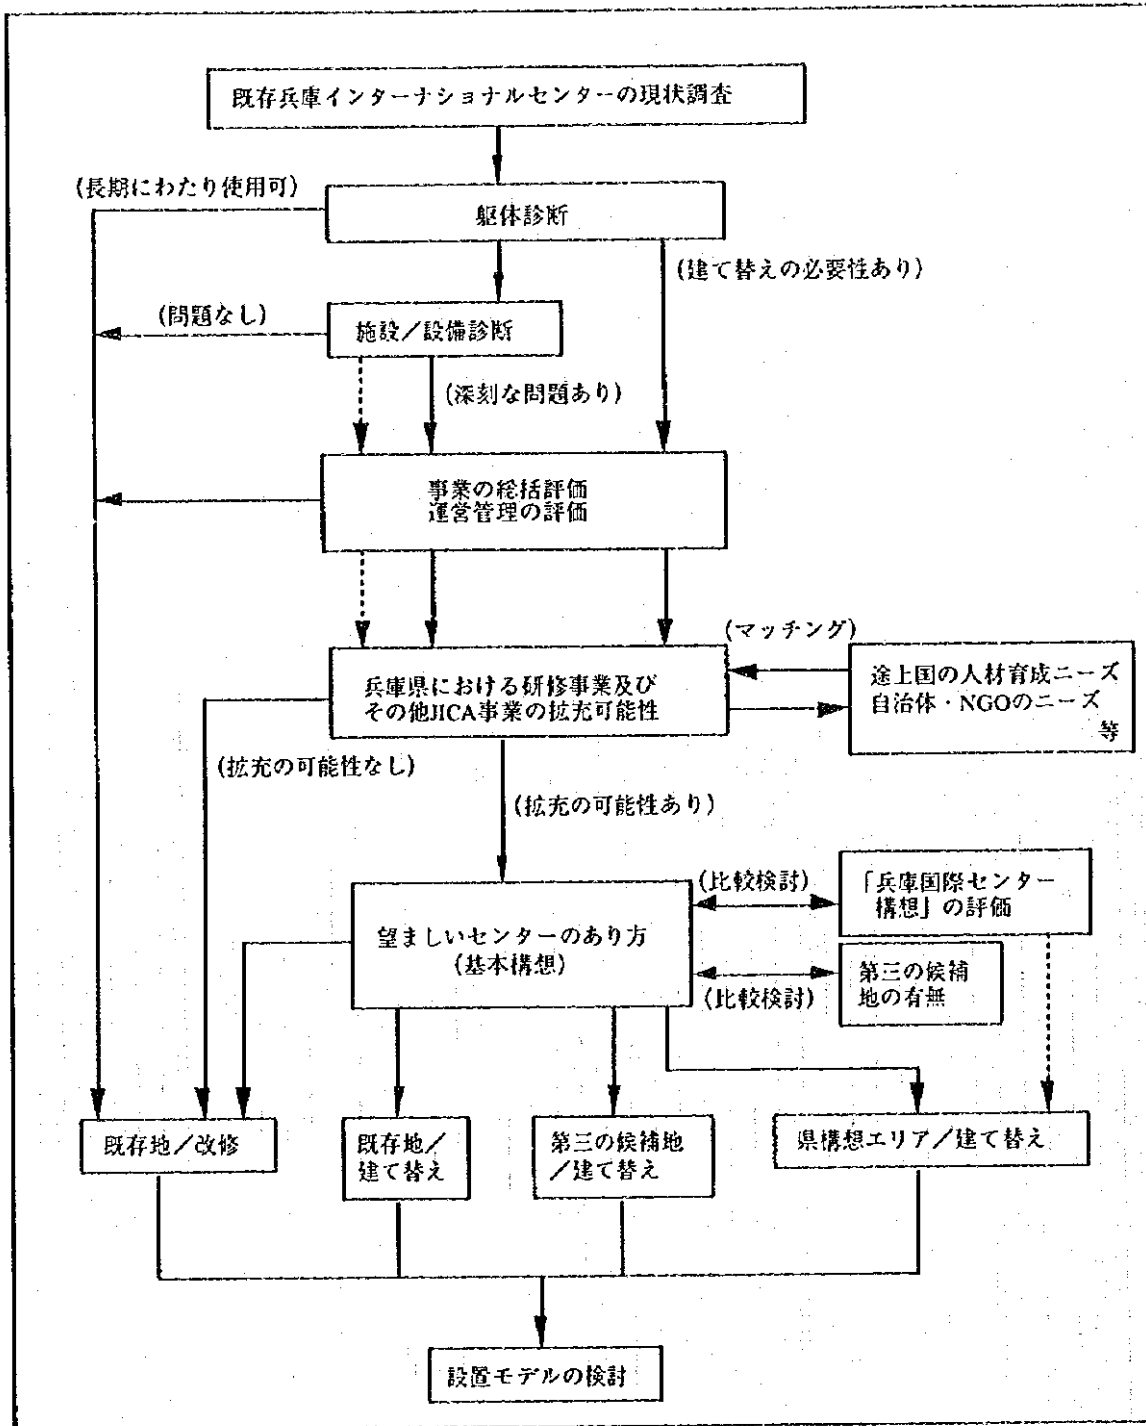 既存兵庫インターナショナルセンターの現状調査
(長期にわたり使用可)
躯体診断
(建て替えの必要性あり)
(問題なし)
施設／設備診断
(深刻な問題あり)
事業の総括評価
運営管理の評価
(マッチング)
兵庫県における研修事業及び
その他JICA事業の拡充可能性
途上国の人材育成ニーズ
自治体・NGOのニーズ
等
(拡充の可能性なし)
(拡充の可能性あり)
(比較検討)
「兵庫国際センター
構想」の評価
望ましいセンターのあり方
(基本構想)
(比較検討)
第三の候補
地の有無
既存地／改修
既存地／
建て替え
第三の候補地
／建て替え
県構想エリア／建て替え
設置モデルの検討